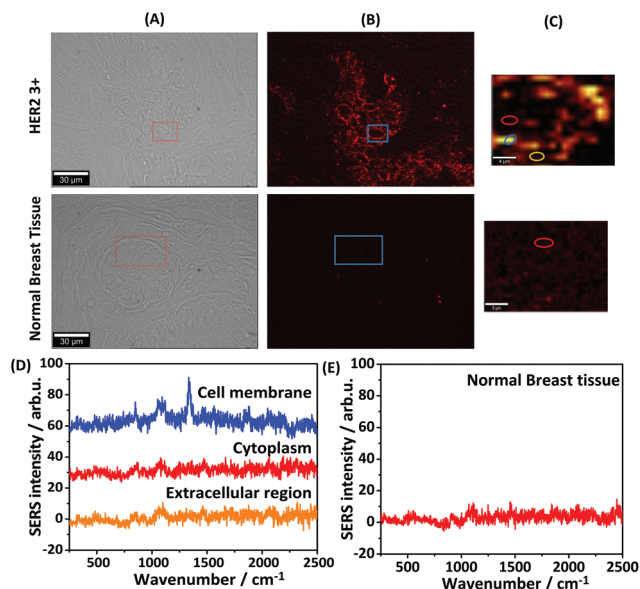 (A)
(B)
(C)
HER2 3+
30 µm
4 µm
Normal Breast Tissue
30 µm
(D)
100
80
60
40
20
0
-20
SERS intensity / arb.u.
Cell membrane
Cytoplasm
Extracellular region
500 1000 1500 2000 2500
Wavenumber / cm⁻¹
(E)
100
80
60
40
20
0
-20
SERS intensity / arb.u.
Normal Breast tissue
500 1000 1500 2000 2500
Wavenumber / cm⁻¹